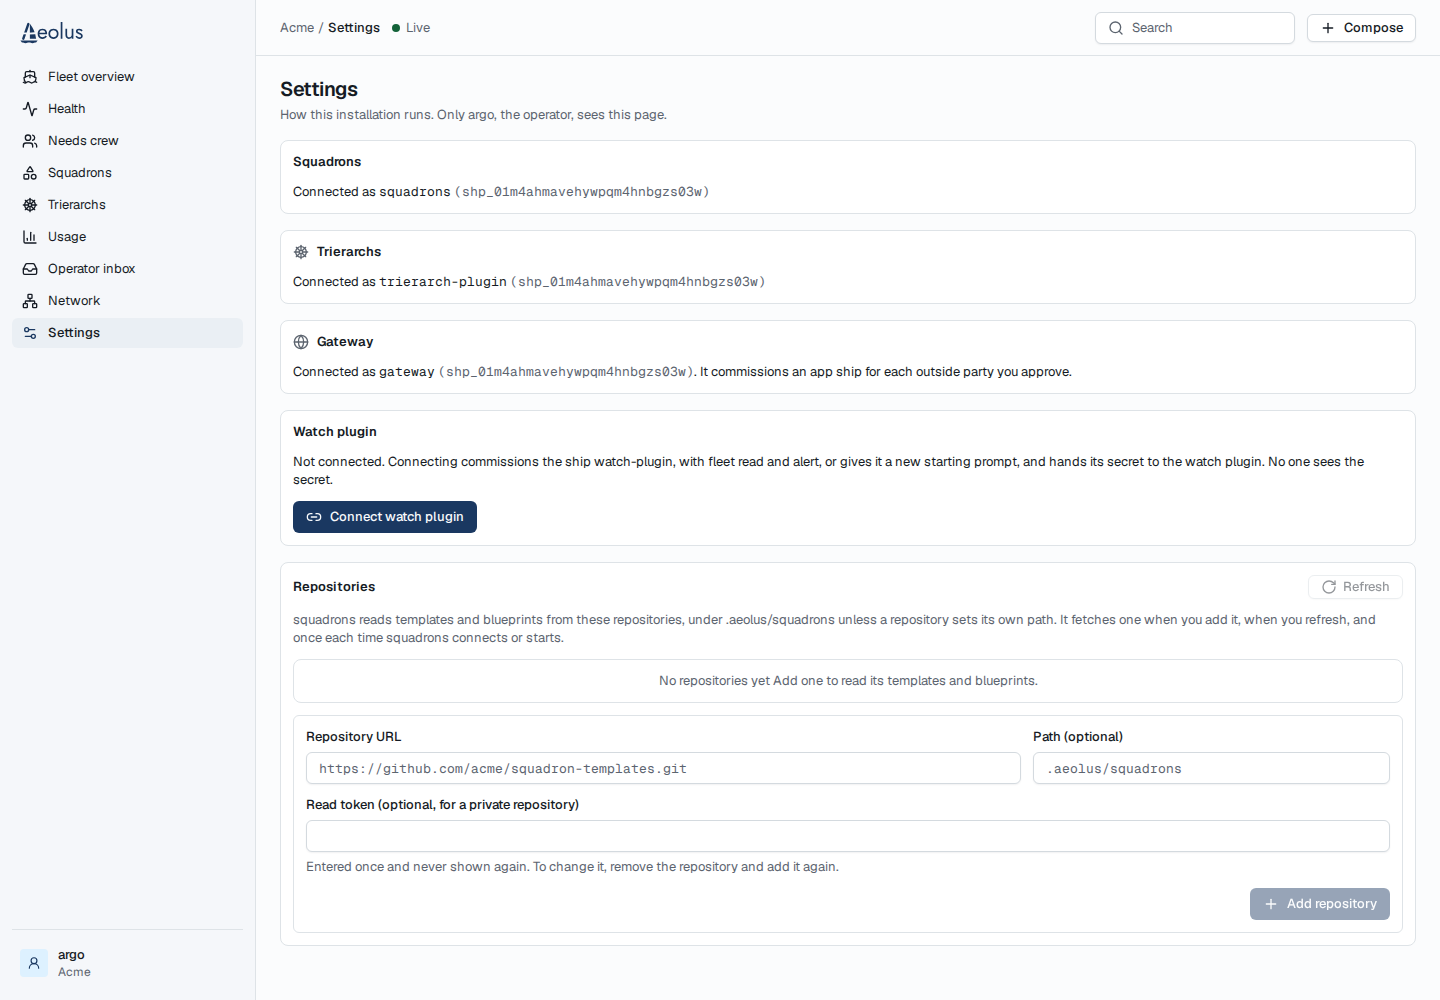 Aeolus
Fleet overview
Health
Needs crew
Squadrons
Trierarchs
Usage
Operator inbox
Network
Settings
argo
Acme
Acme / Settings Live
Search
Compose
Settings
How this installation runs. Only argo, the operator, sees this page.
Squadrons
Connected as squadrons (shp_01m4ahmavehywpqm4hnbgzs03w)
Trierarchs
Connected as trierarch-plugin (shp_01m4ahmavehywpqm4hnbgzs03w)
Gateway
Connected as gateway (shp_01m4ahmavehywpqm4hnbgzs03w). It commissions an app ship for each outside party you approve.
Watch plugin
Not connected. Connecting commissions the ship watch-plugin, with fleet read and alert, or gives it a new starting prompt, and hands its secret to the watch plugin. No one sees the
secret.
Connect watch plugin
Repositories
Refresh
squadrons reads templates and blueprints from these repositories, under .aeolus/squadrons unless a repository sets its own path. It fetches one when you add it, when you refresh, and
once each time squadrons connects or starts.
No repositories yet Add one to read its templates and blueprints.
Repository URL
Path (optional)
https://github.com/acme/squadron-templates.git
.aeolus/squadrons
Read token (optional, for a private repository)
Entered once and never shown again. To change it, remove the repository and add it again.
Add repository